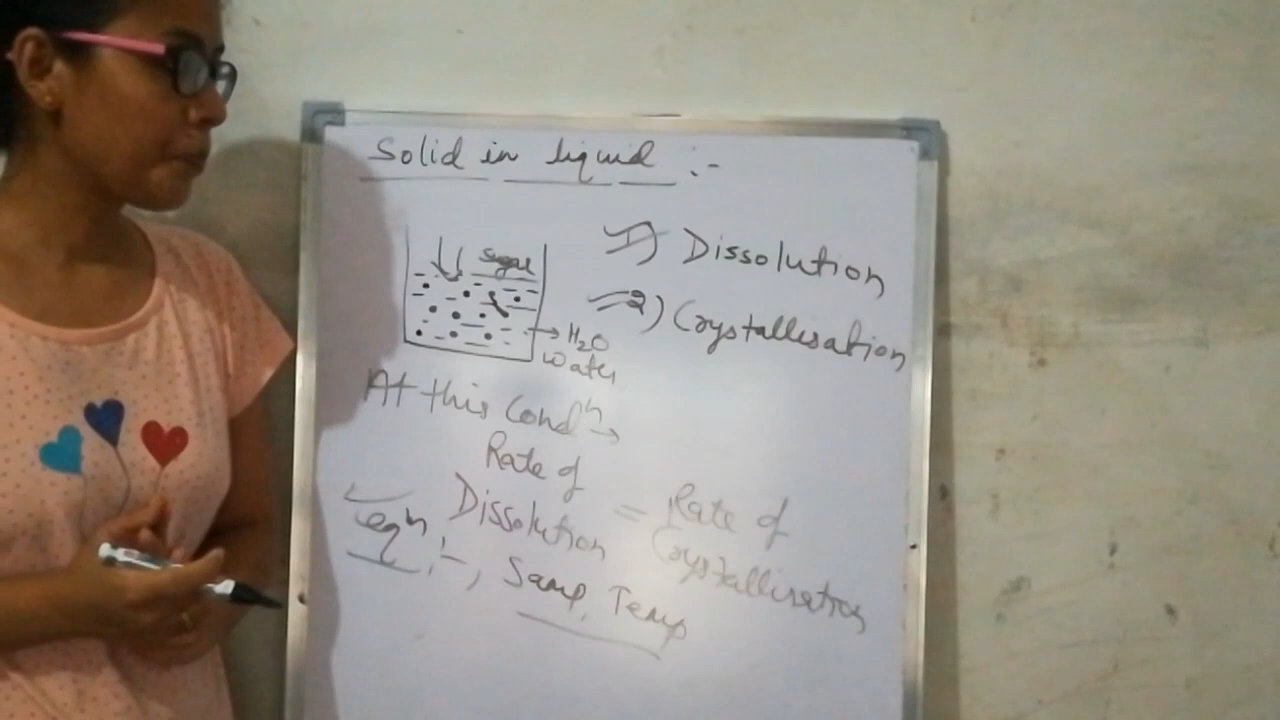 Solid in liquid :-
sugar
1) Dissolution
2) Crystallisation
→ H₂O
water
At this Condⁿ →
Rate of
Dissolution = Rate of
Crystallisation
eqⁿ :-, Same Temp